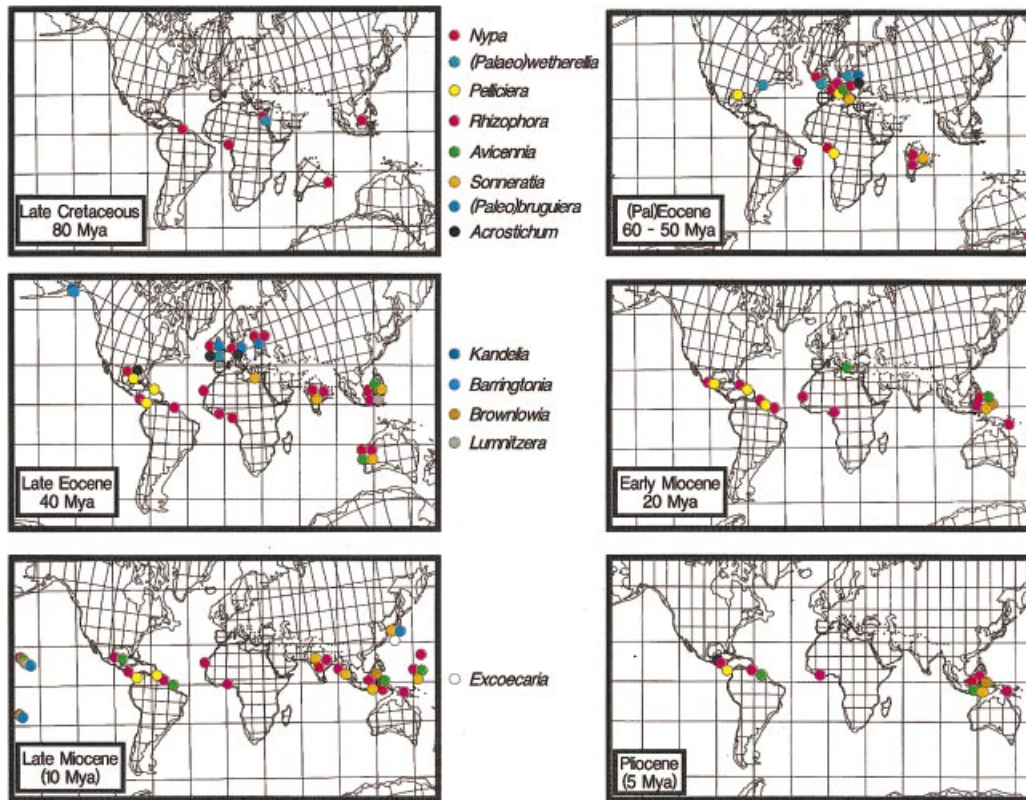 Late Cretaceous
80 Mya
Nypa
(Palaeo)wetherellia
Pelliciera
Rhizophora
Avicennia
Sonneratia
(Paleo)bruguiera
Acrostichum
(Pal)Eocene
60 - 50 Mya
Late Eocene
40 Mya
Kandelia
Barringtonia
Brownlowia
Lumnitzera
Early Miocene
20 Mya
Late Miocene
(10 Mya)
Excoecaria
Pliocene
(5 Mya)